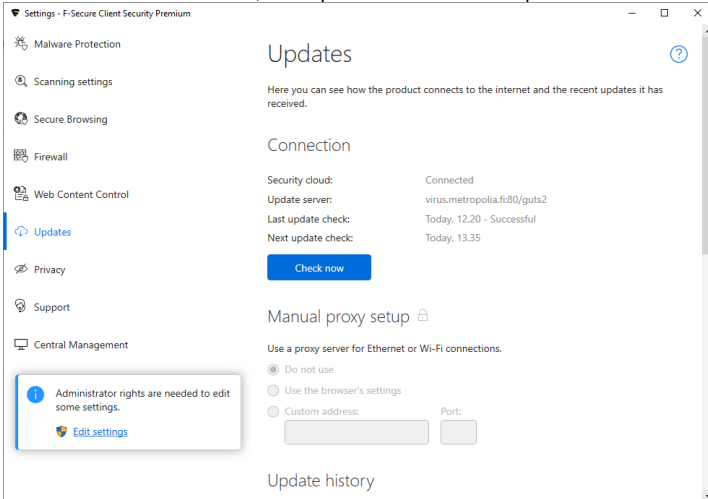 Settings - F-Secure Client Security Premium
Malware Protection
Scanning settings
Secure Browsing
Firewall
Web Content Control
Updates
Privacy
Support
Central Management
Administrator rights are needed to edit
some settings.
Edit settings
Updates
?
Here you can see how the product connects to the internet and the recent updates it has
received.
Connection
Security cloud: Connected
Update server: virus.metropolia.fi:80/guts2
Last update check: Today, 12.20 - Successful
Next update check: Today, 13.35
Check now
Manual proxy setup
Use a proxy server for Ethernet or Wi-Fi connections.
Do not use
Use the browser's settings
Custom address: Port:
Update history